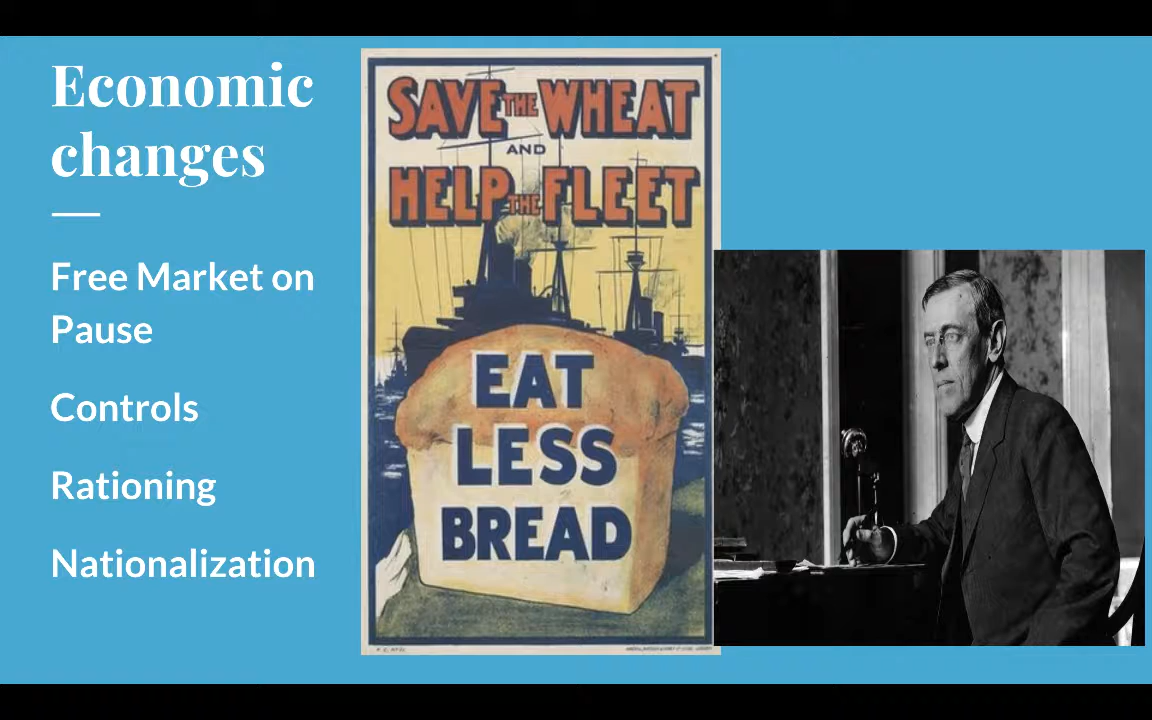 Economic
changes
Free Market on
Pause
Controls
Rationing
Nationalization
SAVE THE WHEAT
AND
HELP THE FLEET
EAT
LESS
BREAD